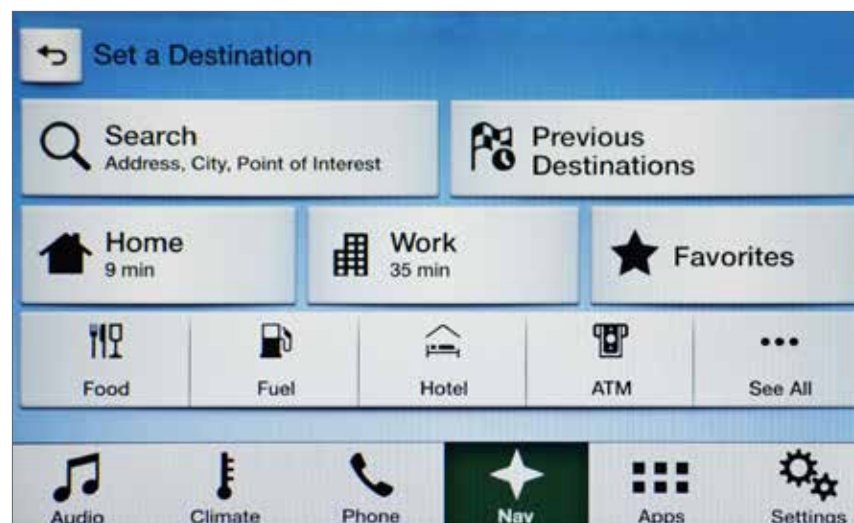 Set a Destination
Search
Address, City, Point of Interest
Previous
Destinations
Home
9 min
Work
35 min
Favorites
Food
Fuel
Hotel
ATM
See All
Audio
Climate
Phone
Nav
Apps
Settings